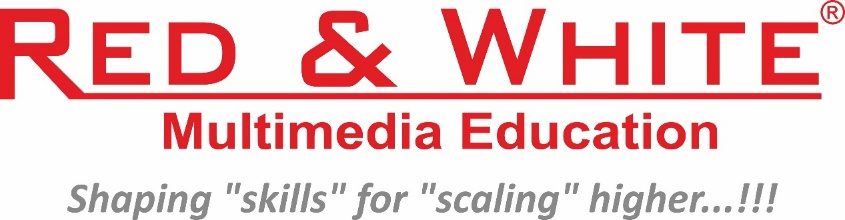 RED & WHITE®
Multimedia Education
Shaping "skills" for "scaling" higher...!!!